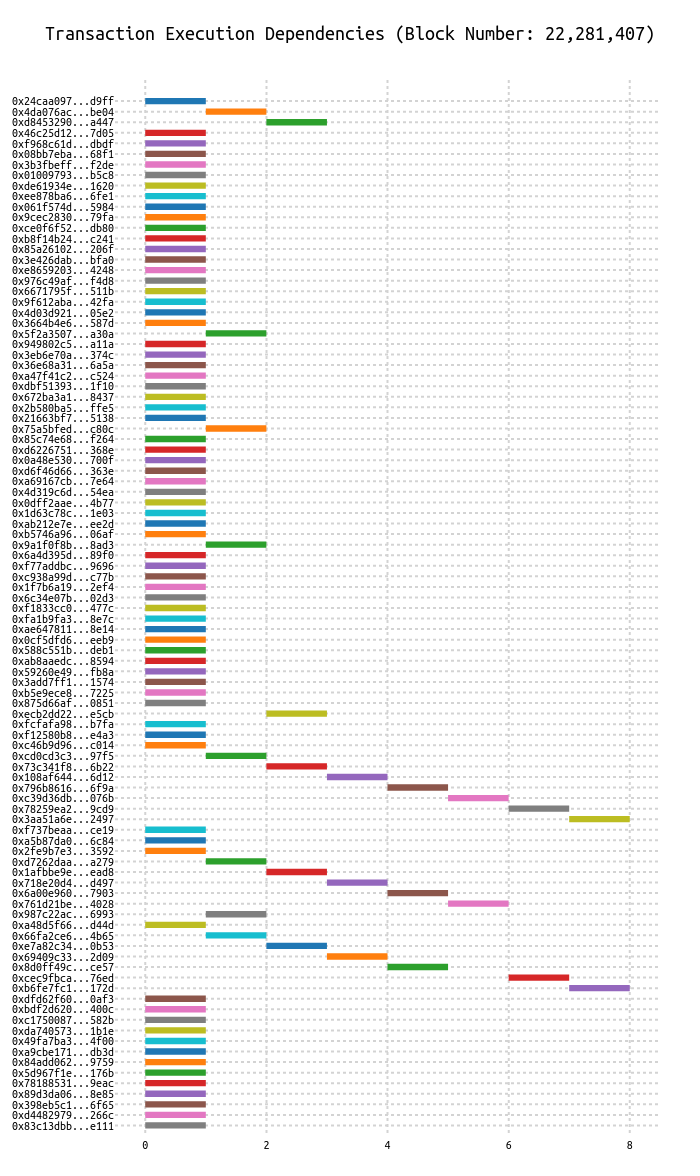 Transaction Execution Dependencies (Block Number: 22,281,407)
0x24caa097...d9ff
0x4da076ac...be04
0xd8453290...a447
0x46c25d12...7d05
0xf968c61d...dbdf
0x08bb7eba...68f1
0x3b3fbeff...f2de
0x01009793...b5c8
0xde61934e...1620
0xee878ba6...6fe1
0x061f574d...5984
0x9cec2830...79fa
0xce0f6f52...db80
0xb8f14b24...c241
0x85a26102...206f
0x3e426dab...bfa0
0xe8659203...4248
0x976c49af...f4d8
0x6671795f...511b
0x9f612aba...42fa
0x4d03d921...05e2
0x3664b4e6...587d
0x5f2a3507...a30a
0x949802c5...a11a
0x3eb6e70a...374c
0x36e68a31...6a5a
0xa47f41c2...c524
0xdbf51393...1f10
0x672ba3a1...8437
0x2b580ba5...ffe5
0x21663bf7...5138
0x75a5bfed...c80c
0x85c74e68...f264
0xd6226751...368e
0x0a48e530...700f
0xd6f46d66...363e
0xa69167cb...7e64
0x4d319c6d...54ea
0x0dff2aae...4b77
0x1d63c78c...1e03
0xab212e7e...ee2d
0xb5746a96...06af
0x9a1f0f8b...8ad3
0x6a4d395d...89f0
0xf77addbc...9696
0xc938a99d...c77b
0x1f7b6a19...2ef4
0x6c34e07b...02d3
0xf1833cc0...477c
0xfa1b9fa3...8e7c
0xae647811...8e14
0x0cf5dfd6...eeb9
0x588c551b...deb1
0xab8aaedc...8594
0x59260e49...fb8a
0x3add7ff1...1574
0xb5e9ece8...7225
0x875d66af...0851
0xecb2dd22...e5cb
0xfcfafa98...b7fa
0xf12580b8...e4a3
0xc46b9d96...c014
0xcd0cd3c3...97f5
0x73c341f8...6b22
0x108af644...6d12
0x796b8616...6f9a
0xc39d36db...076b
0x78259ea2...9cd9
0x3aa51a6e...2497
0xf737beaa...ce19
0xa5b87da0...6c84
0x2fe9b7e3...3592
0xd7262daa...a279
0x1afbbe9e...ead8
0x718e20d4...d497
0x6a00e960...7903
0x761d21be...4028
0x987c22ac...6993
0xa48d5f66...d44d
0x66fa2ce6...4b65
0xe7a82c34...0b53
0x69409c33...2d09
0x8d0ff49c...ce57
0xcec9fbca...76ed
0xb6fe7fc1...172d
0xdfd62f60...0af3
0xbdf2d620...400c
0xc1750087...582b
0xda740573...1b1e
0x49fa7ba3...4f00
0xa9cbe171...db3d
0x84add062...9759
0x5d967f1e...176b
0x78188531...9eac
0x89d3da06...8e85
0x398eb5c1...6f65
0xd4482979...266c
0x83c13dbb...e111
0 2 4 6 8